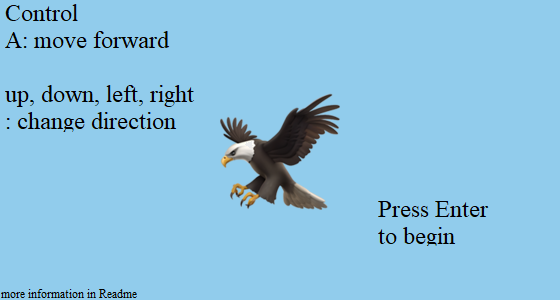 Control
A: move forward
up, down, left, right
: change direction
Press Enter
to begin
more information in Readme